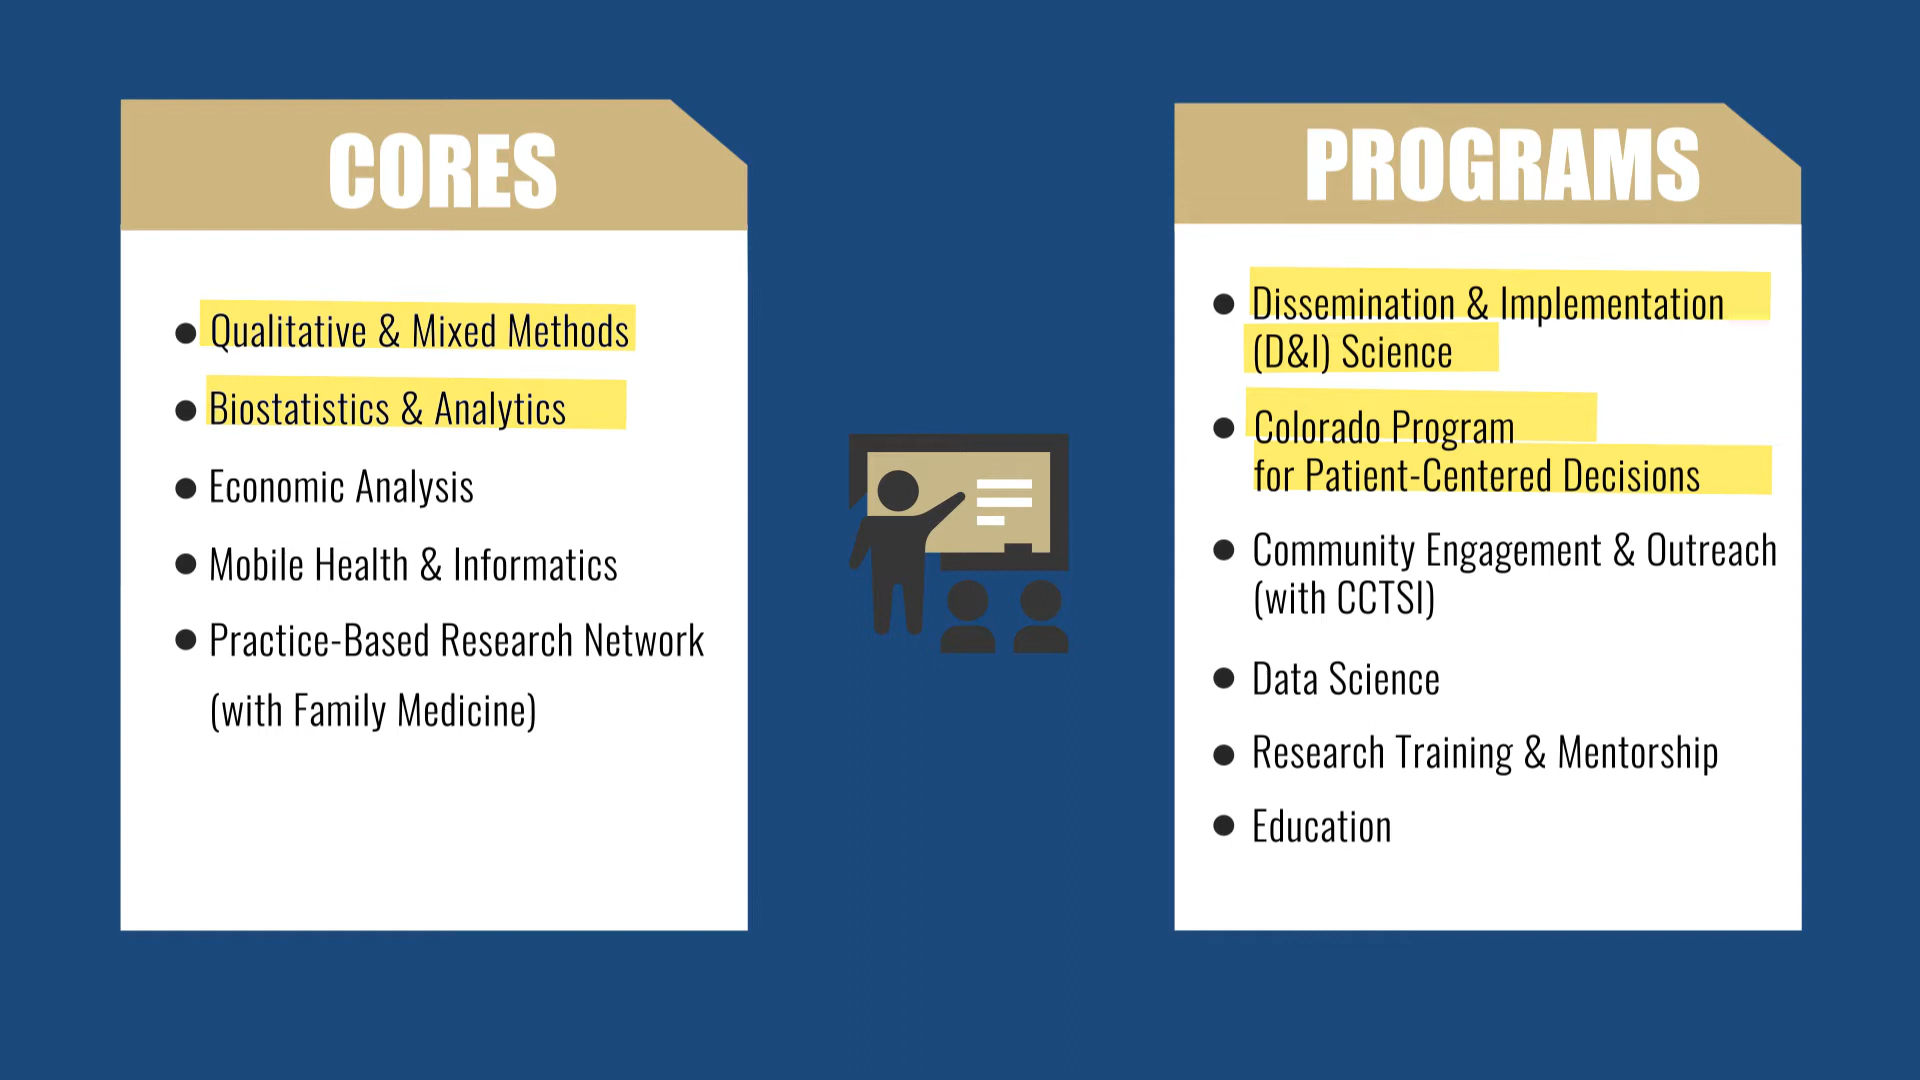 CORES
Qualitative & Mixed Methods
Biostatistics & Analytics
Economic Analysis
Mobile Health & Informatics
Practice-Based Research Network
(with Family Medicine)
PROGRAMS
Dissemination & Implementation
(D&I) Science
Colorado Program
for Patient-Centered Decisions
Community Engagement & Outreach
(with CCTSI)
Data Science
Research Training & Mentorship
Education